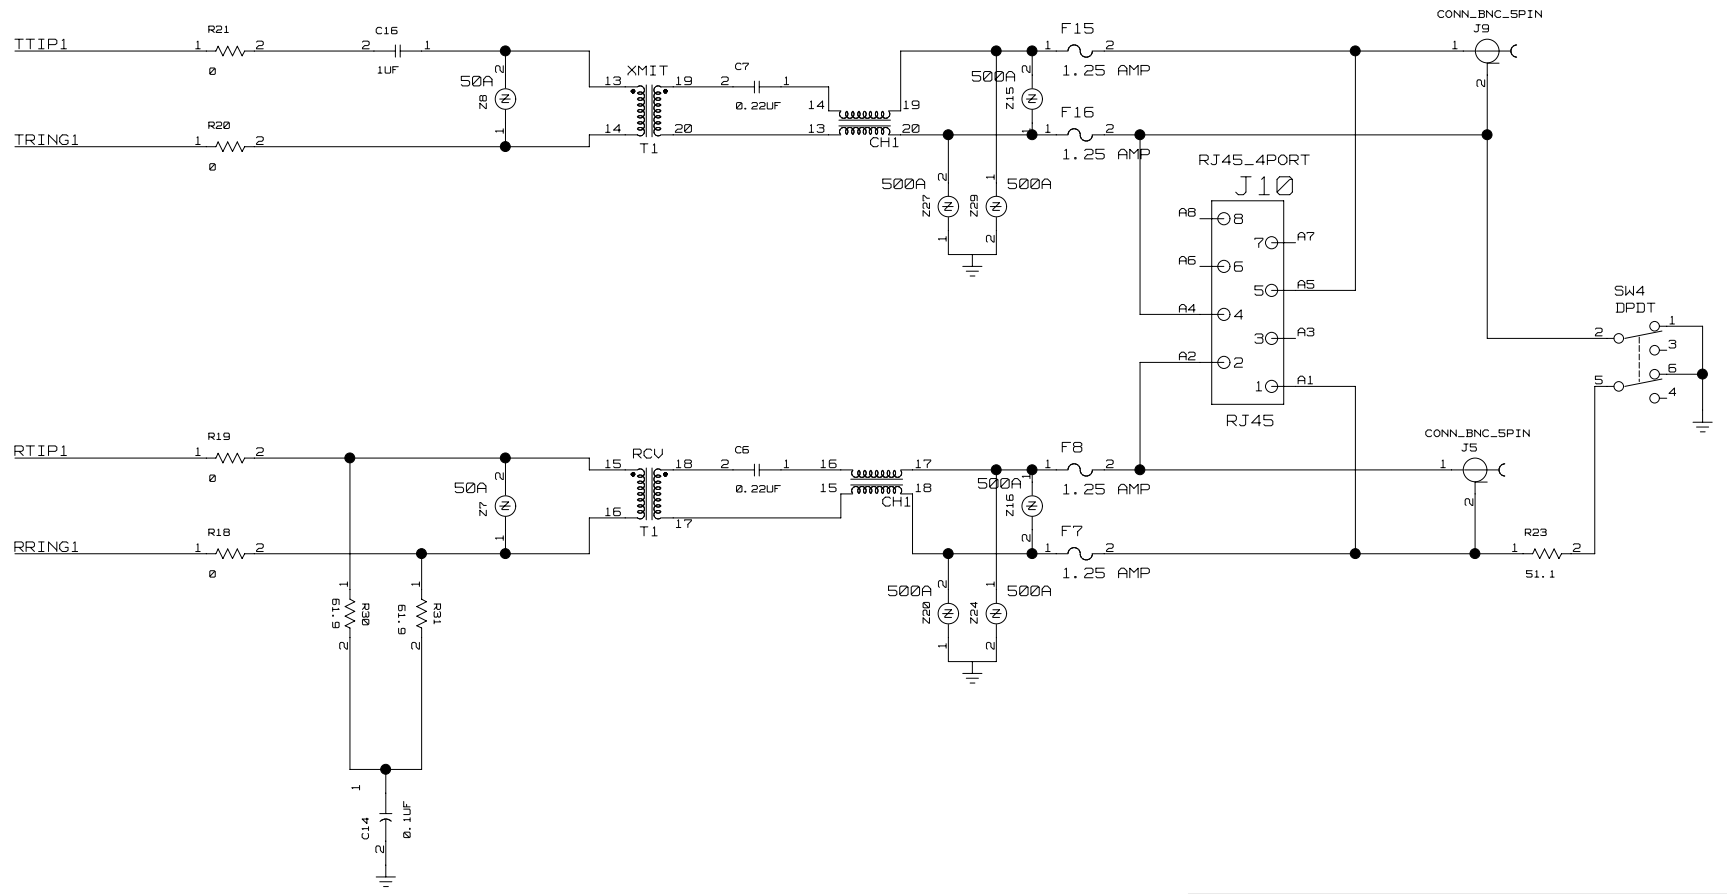 CONN_BNC_5PIN
J9
TTIP1
1 R21 2
0
2 C16 1
1UF
50A
2
Z8
1
TRING1
1 R20 2
0
XMIT
13 19
14 20
T1
C7
2 1
0.22UF
14 19
13 20
CH1
500A
2
Z15
1
F15
1 2
1.25 AMP
F16
1 2
1.25 AMP
1
2
500A
2
Z27
1
500A
1
Z29
2
RJ45_4PORT
J10
A8 8
7 A7
A6 6
5 A5
A4 4
3 A3
A2 2
1 A1
RJ45
SW4
DPDT
2 1
3
5 6
4
RTIP1
1 R19 2
0
50A
2
Z7
1
RRING1
1 R18 2
0
RCV
15 18
16 17
T1
C6
2 1
0.22UF
16 17
15 18
CH1
500A
1
Z16
2
F8
1 2
1.25 AMP
F7
1 2
1.25 AMP
CONN_BNC_5PIN
J5
1
2
R23
1 2
51.1
500A
2
Z20
1
500A
1
Z24
2
1
R30
61.9
2
1
R31
61.9
2
1
C14
0.1UF
2